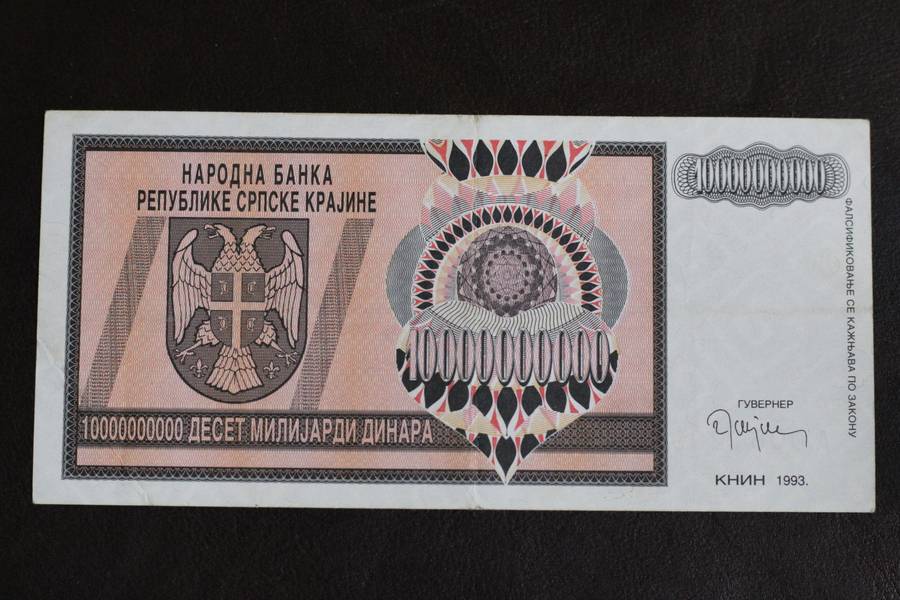 НАРОДНА БАНКА
РЕПУБЛИКЕ СРПСКЕ КРАЈИНЕ
10000000000
10000000000
10000000000 ДЕСЕТ МИЛИЈАРДИ ДИНАРА
ФАЛСИФИКОВАЊЕ СЕ КАЖЊАВА ПО ЗАКОНУ
ГУВЕРНЕР
КНИН 1993.